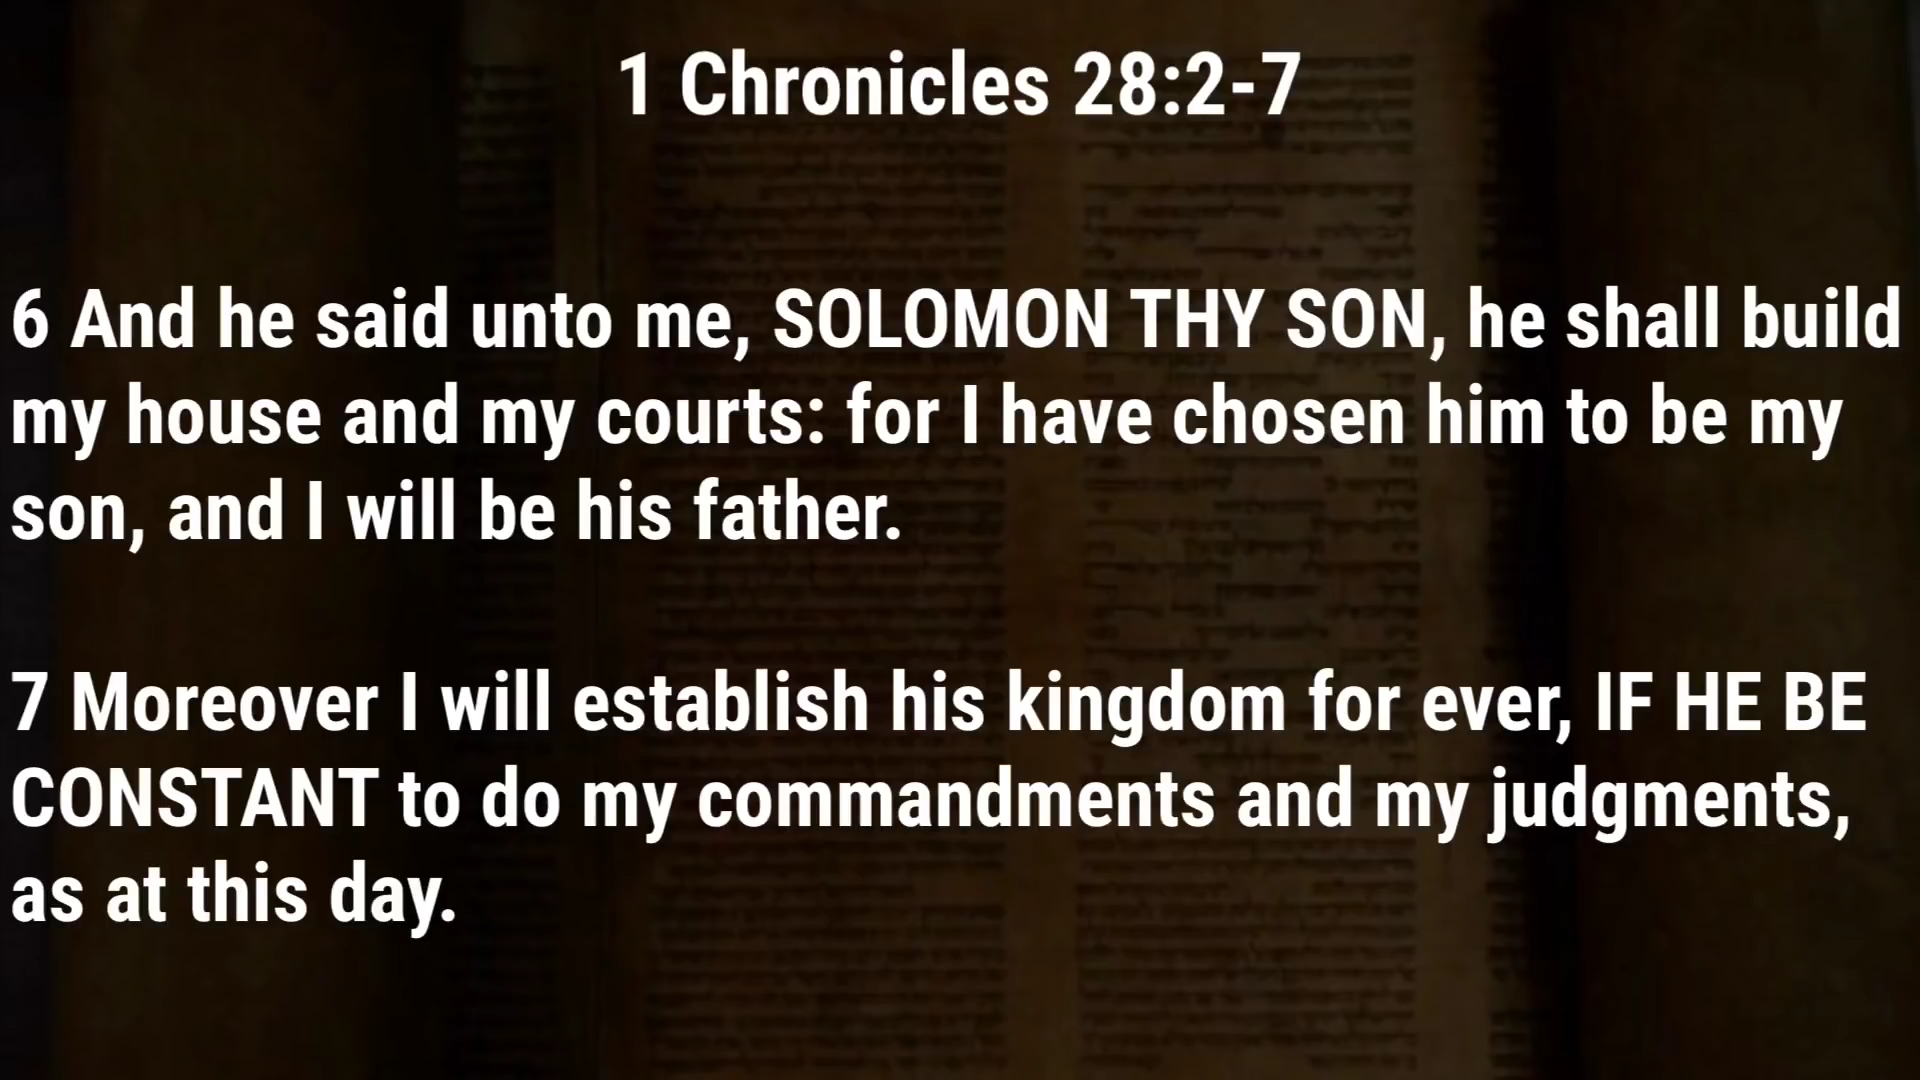 1 Chronicles 28:2-7
6 And he said unto me, SOLOMON THY SON, he shall build
my house and my courts: for I have chosen him to be my
son, and I will be his father.
7 Moreover I will establish his kingdom for ever, IF HE BE
CONSTANT to do my commandments and my judgments,
as at this day.